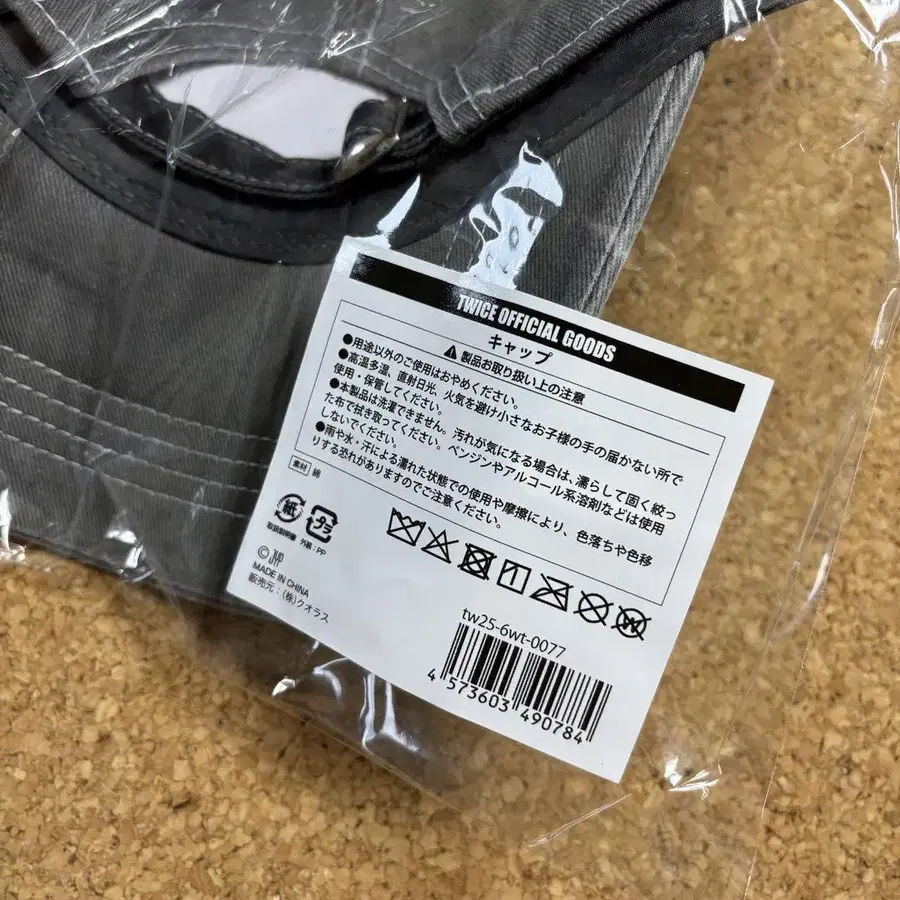 TWICE OFFICIAL GOODS
キャップ
⚠製品お取り扱い上の注意
●用途以外のご使用はおやめください。
●高温多湿、直射日光、火気を避け小さなお子様の手の届かない所で
使用・保管してください。
●本製品は洗濯できません。汚れが気になる場合は、濡らして固く絞っ
た布で拭き取ってください。ベンジンやアルコール系溶剤などは使用
しないでください。
●雨や水・汗による濡れた状態での使用や摩擦により、色落ちや色移
りする恐れがありますのでご注意ください。
素材 綿
紙 プラ
取扱説明書 外装:PP
© JYP
MADE IN CHINA
販売元:(株)クオラス
tw25-6wt-0077
4 573603 490784